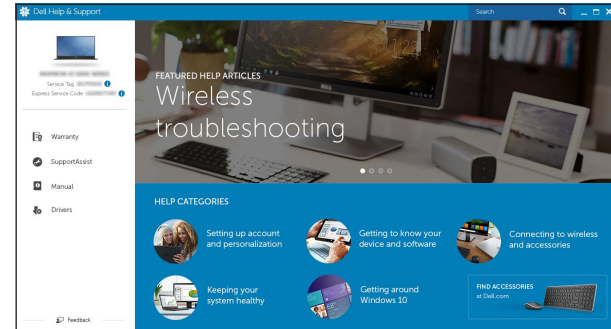 Dell Help & Support
Search
Service Tag:
Express Service Code:
Warranty
SupportAssist
Manual
Drivers
Feedback
FEATURED HELP ARTICLES
Wireless
troubleshooting
HELP CATEGORIES
Setting up account
and personalization
Getting to know your
device and software
Connecting to wireless
and accessories
Keeping your
system healthy
Getting around
Windows 10
FIND ACCESSORIES
at Dell.com